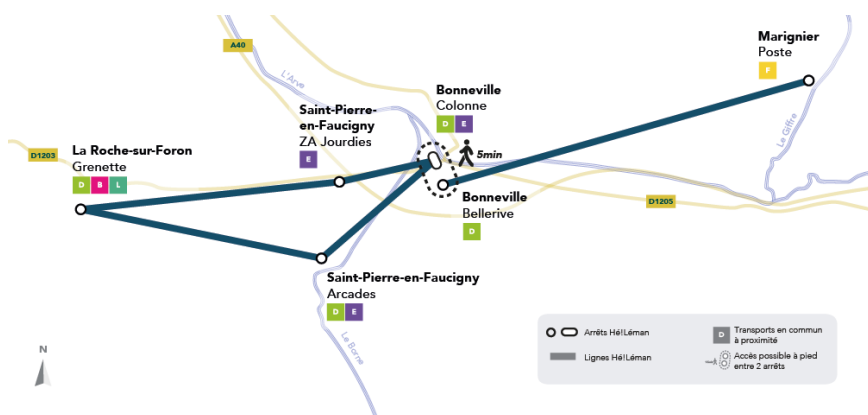 A40
L'Arve
Marignier
Poste
F
Bonneville
Colonne
D E
Saint-Pierre-
en-Faucigny
ZA Jourdies
E
5min
Le Giffre
D1203
La Roche-sur-Foron
Grenette
D B L
Bonneville
Bellerive
D
D1205
Saint-Pierre-en-Faucigny
Arcades
D E
Le Borne
N
Arrêts Hé!Léman
Lignes Hé!Léman
D
Transports en commun
à proximité
Accès possible à pied
entre 2 arrêts